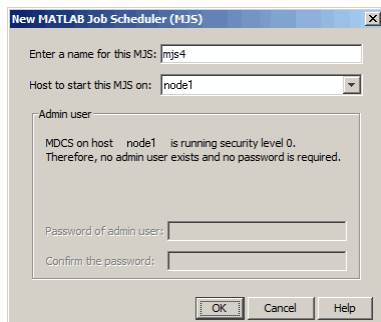 New MATLAB Job Scheduler (MJS)
Enter a name for this MJS: mjs4
Host to start this MJS on: node1
Admin user
MDCS on host node1 is running security level 0.
Therefore, no admin user exists and no password is required.
Password of admin user:
Confirm the password:
OK Cancel Help